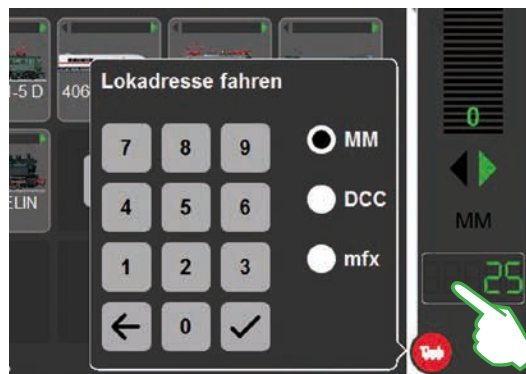 -5 D
406
ELIN
Lokadresse fahren
7 8 9
4 5 6
1 2 3
← 0 ✓
MM
DCC
mfx
0
MM
25